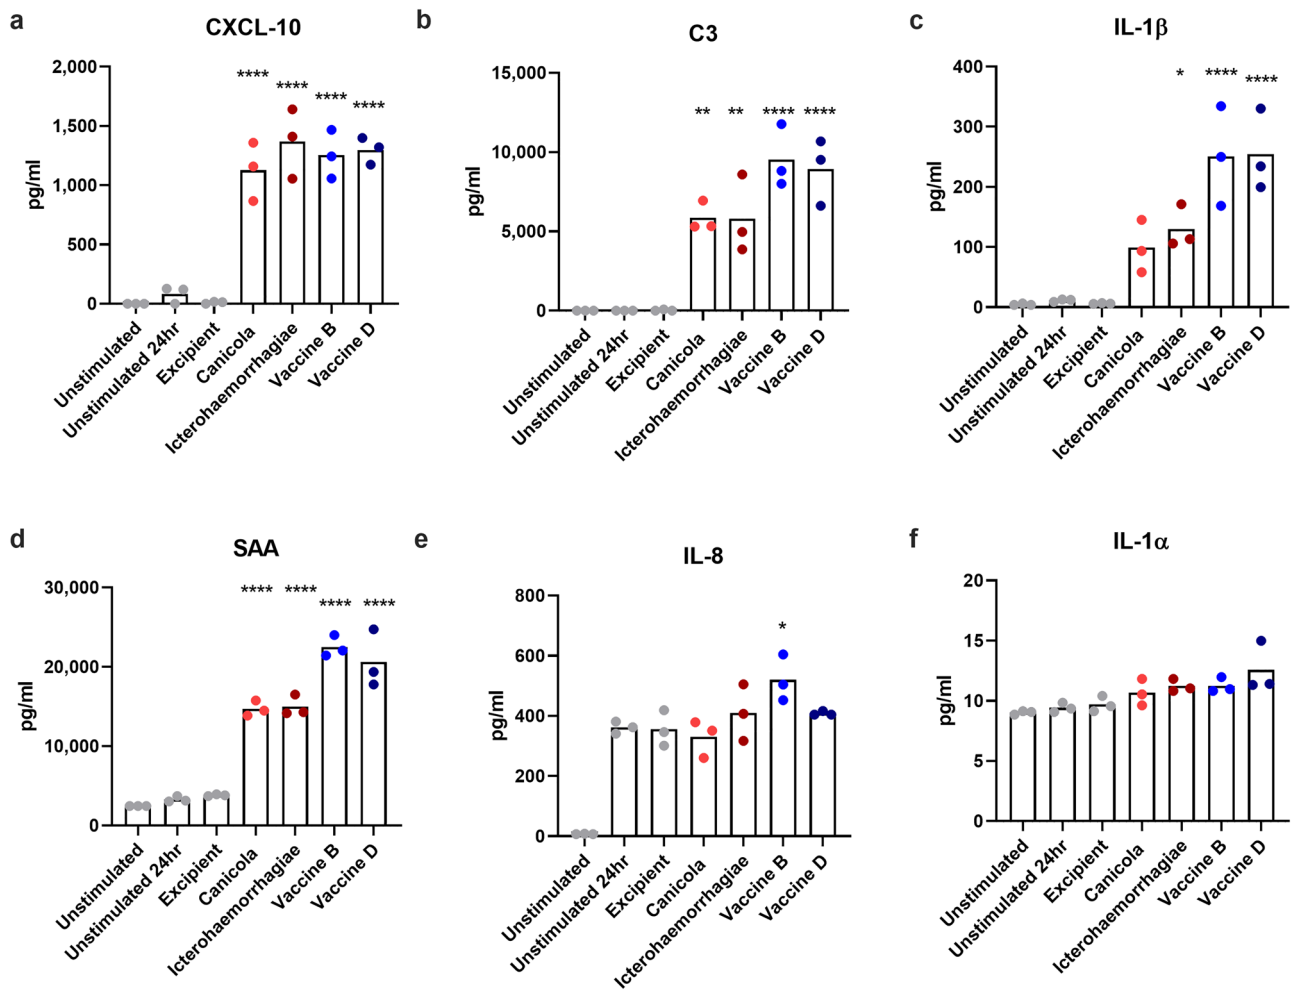 a
CXCL-10
pg/ml
2,000
1,500
1,000
500
0
****
****
****
****
Unstimulated
Unstimulated 24hr
Excipient
Canicola
Icterohaemorrhagiae
Vaccine B
Vaccine D
b
C3
pg/ml
15,000
10,000
5,000
0
**
**
****
****
Unstimulated
Unstimulated 24hr
Excipient
Canicola
Icterohaemorrhagiae
Vaccine B
Vaccine D
c
IL-1β
pg/ml
400
300
200
100
0
*
****
****
Unstimulated
Unstimulated 24hr
Excipient
Canicola
Icterohaemorrhagiae
Vaccine B
Vaccine D
d
SAA
pg/ml
30,000
20,000
10,000
0
****
****
****
****
Unstimulated
Unstimulated 24hr
Excipient
Canicola
Icterohaemorrhagiae
Vaccine B
Vaccine D
e
IL-8
pg/ml
800
600
400
200
0
*
Unstimulated
Unstimulated 24hr
Excipient
Canicola
Icterohaemorrhagiae
Vaccine B
Vaccine D
f
IL-1α
pg/ml
20
15
10
5
0
Unstimulated
Unstimulated 24hr
Excipient
Canicola
Icterohaemorrhagiae
Vaccine B
Vaccine D